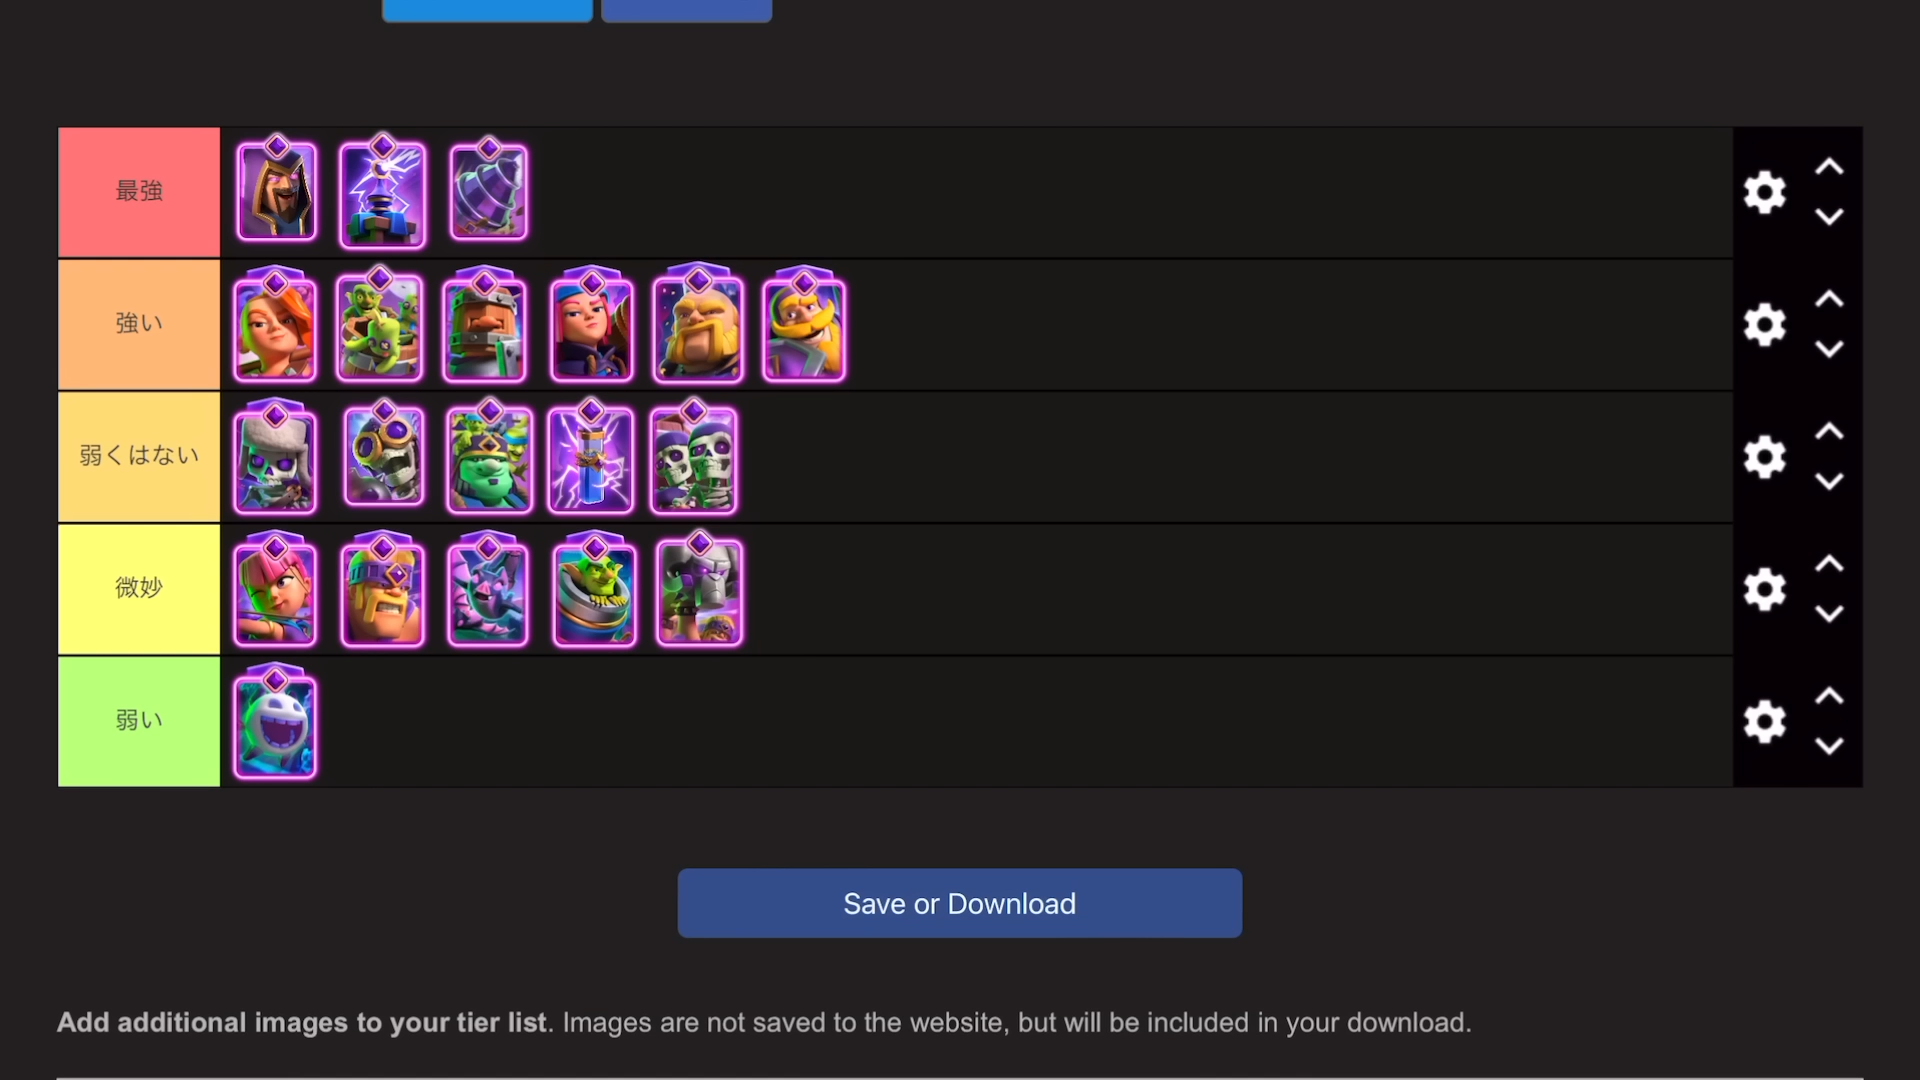 最強
強い
弱くはない
微妙
弱い
Save or Download
Add additional images to your tier list. Images are not saved to the website, but will be included in your download.